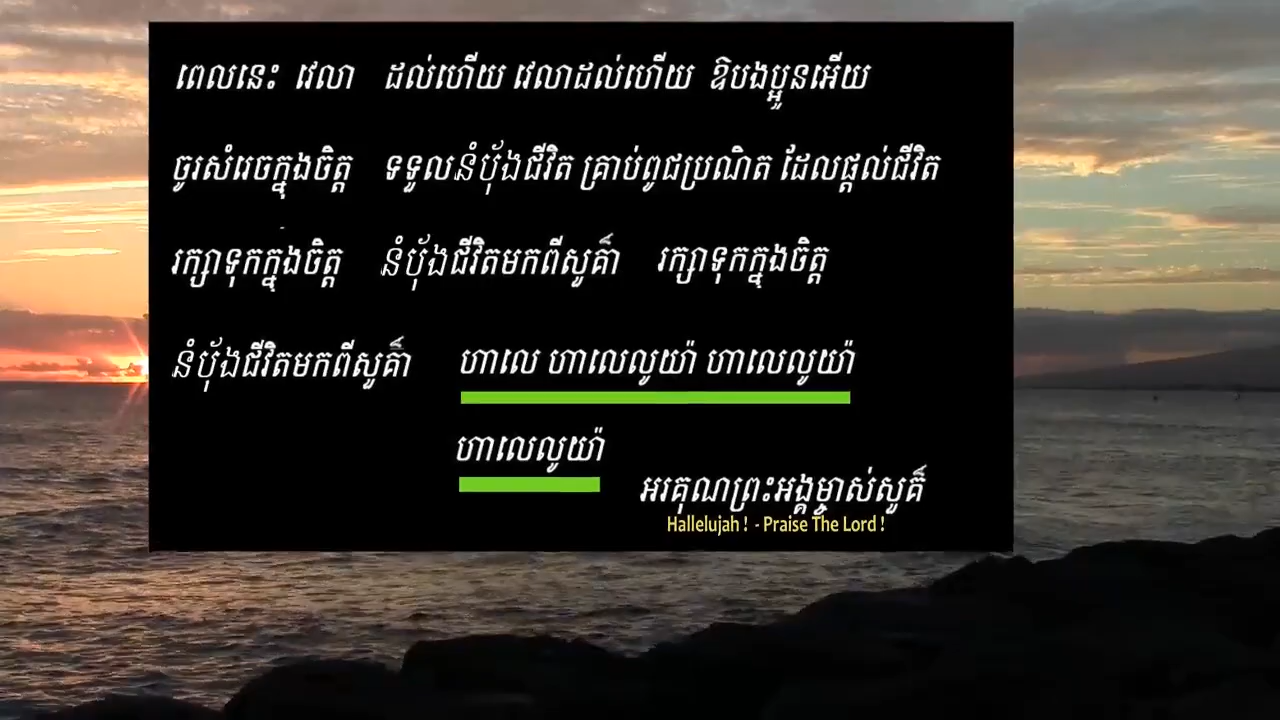 ពេលនេះ វេលា ដល់ហើយ វេលាដល់ហើយ ឱបងប្អូនអើយ
ចូរសំរេចក្នុងចិត្ត ទទួលនំប៉័ងជីវិត គ្រាប់ពូជប្រណិត ដែលផ្តល់ជីវិត
រក្សាទុកក្នុងចិត្ត នំប៉័ងជីវិតមកពីសួគ៌ា រក្សាទុកក្នុងចិត្ត
នំប៉័ងជីវិតមកពីសួគ៌ា ហាលេ ហាលេលូយ៉ា ហាលេលូយ៉ា
ហាលេលូយ៉ា
អរគុណព្រះអង្គម្ចាស់សួគ៌
Hallelujah ! - Praise The Lord !